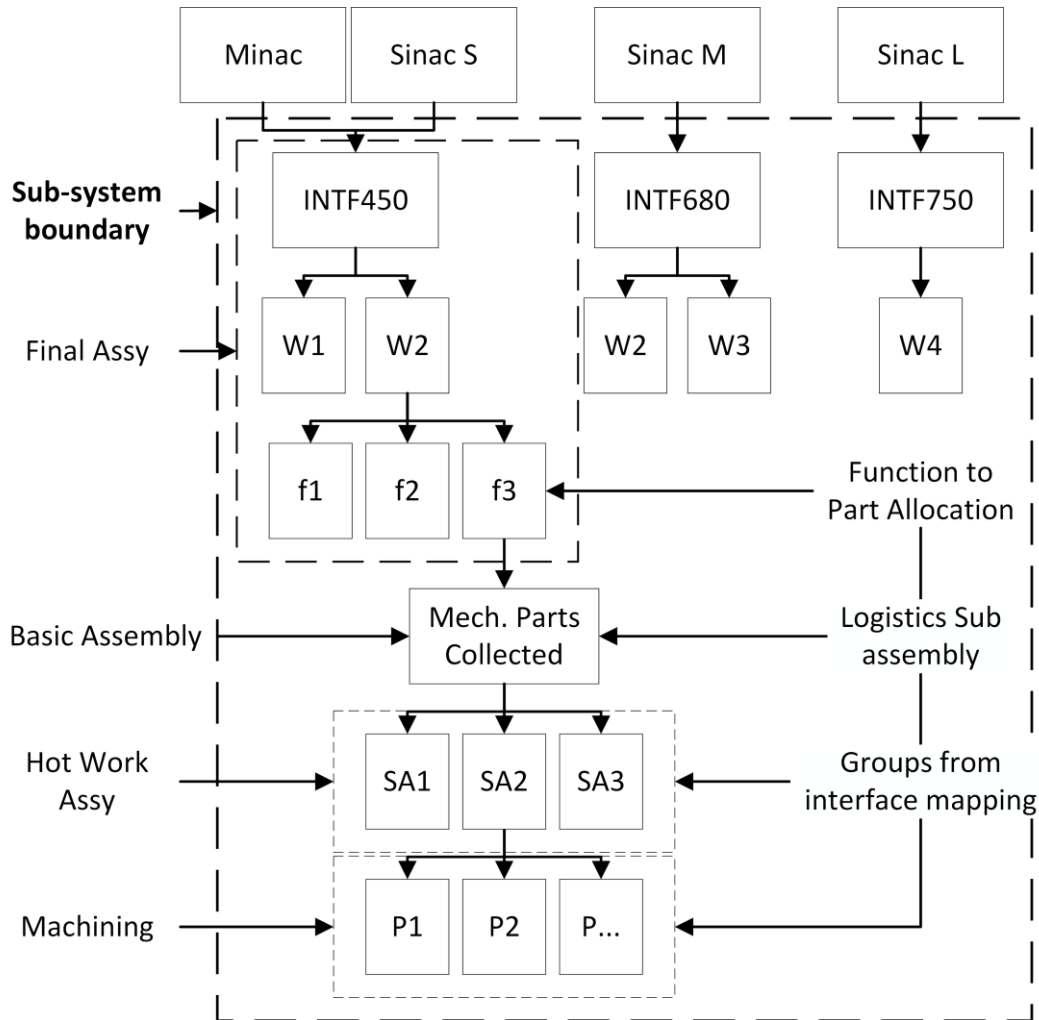 Minac
Sinac S
Sinac M
Sinac L
Sub-system
boundary
INTF450
INTF680
INTF750
Final Assy
W1
W2
W2
W3
W4
f1
f2
f3
Function to
Part Allocation
Basic Assembly
Mech. Parts
Collected
Logistics Sub
assembly
Hot Work
Assy
SA1
SA2
SA3
Groups from
interface mapping
Machining
P1
P2
P...